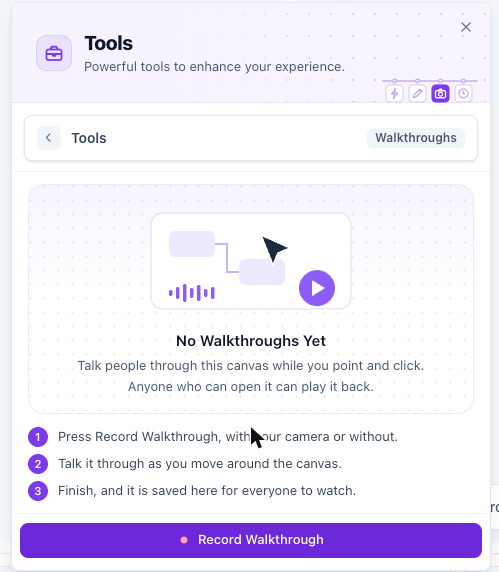 Tools
Powerful tools to enhance your experience.
Tools
Walkthroughs
No Walkthroughs Yet
Talk people through this canvas while you point and click.
Anyone who can open it can play it back.
1 Press Record Walkthrough, with your camera or without.
2 Talk it through as you move around the canvas.
3 Finish, and it is saved here for everyone to watch.
Record Walkthrough